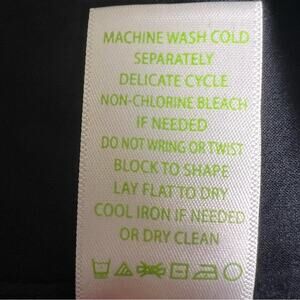 MACHINE WASH COLD
SEPARATELY
DELICATE CYCLE
NON-CHLORINE BLEACH
IF NEEDED
DO NOT WRING OR TWIST
BLOCK TO SHAPE
LAY FLAT TO DRY
COOL IRON IF NEEDED
OR DRY CLEAN